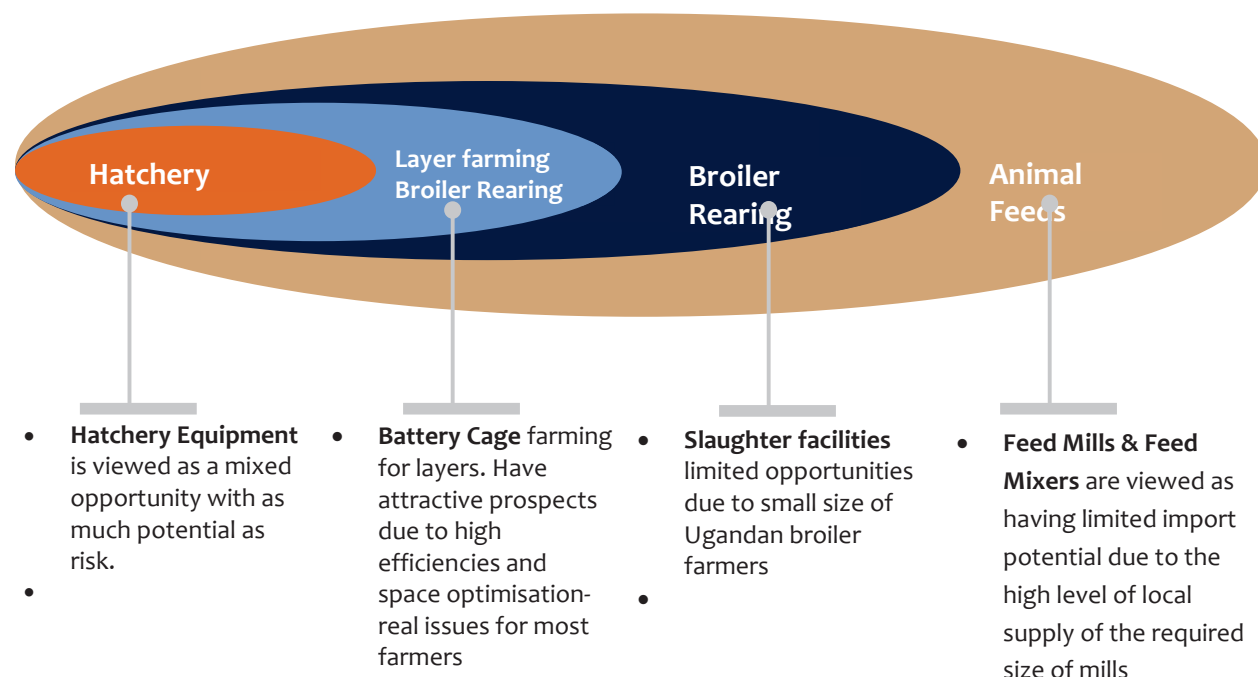 Hatchery
Layer farming
Broiler Rearing
Broiler
Rearing
Animal
Feeds
• Hatchery Equipment
is viewed as a mixed
opportunity with as
much potential as
risk.
•
• Battery Cage farming
for layers. Have
attractive prospects
due to high
efficiencies and
space optimisation-
real issues for most
farmers
• Slaughter facilities
limited opportunities
due to small size of
Ugandan broiler
farmers
•
• Feed Mills & Feed
Mixers are viewed as
having limited import
potential due to the
high level of local
supply of the required
size of mills